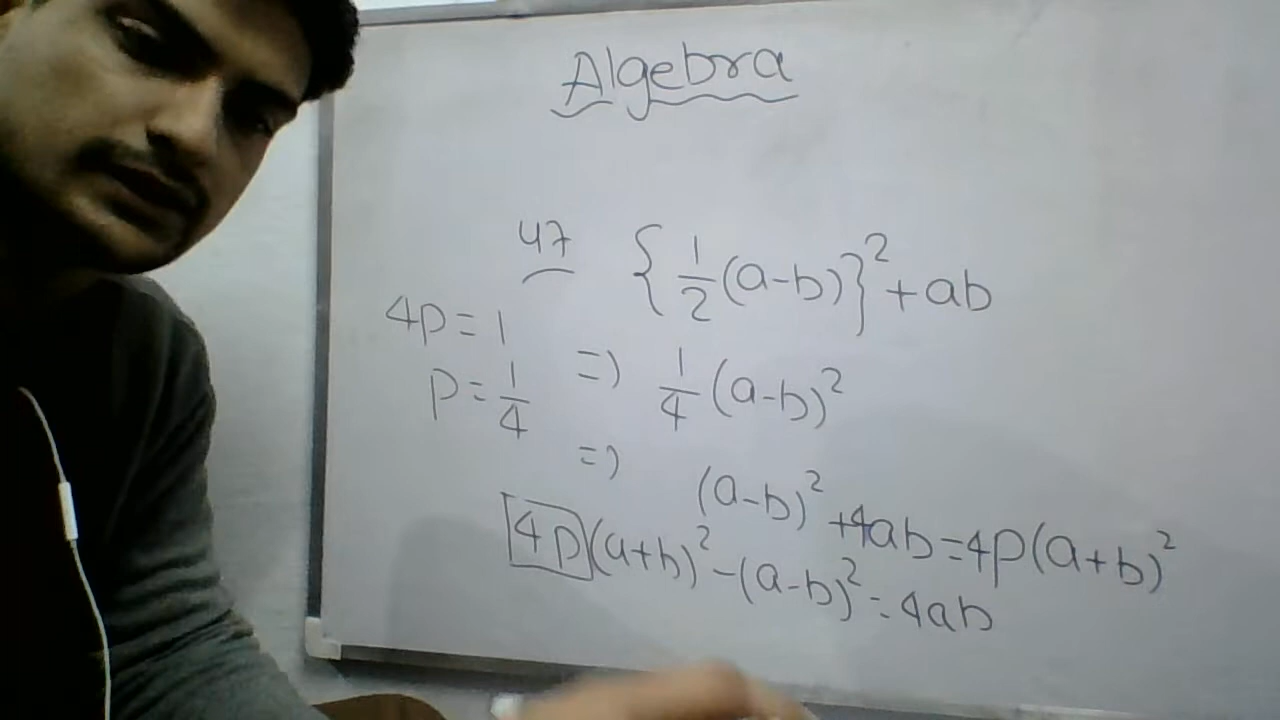 Algebra
47 {1/2(a-b)}²+ab
4p=1
=) 1/4(a-b)²
p=1/4
=) (a-b)²+4ab=4p(a+b)²
4p(a+b)²-(a-b)²=4ab